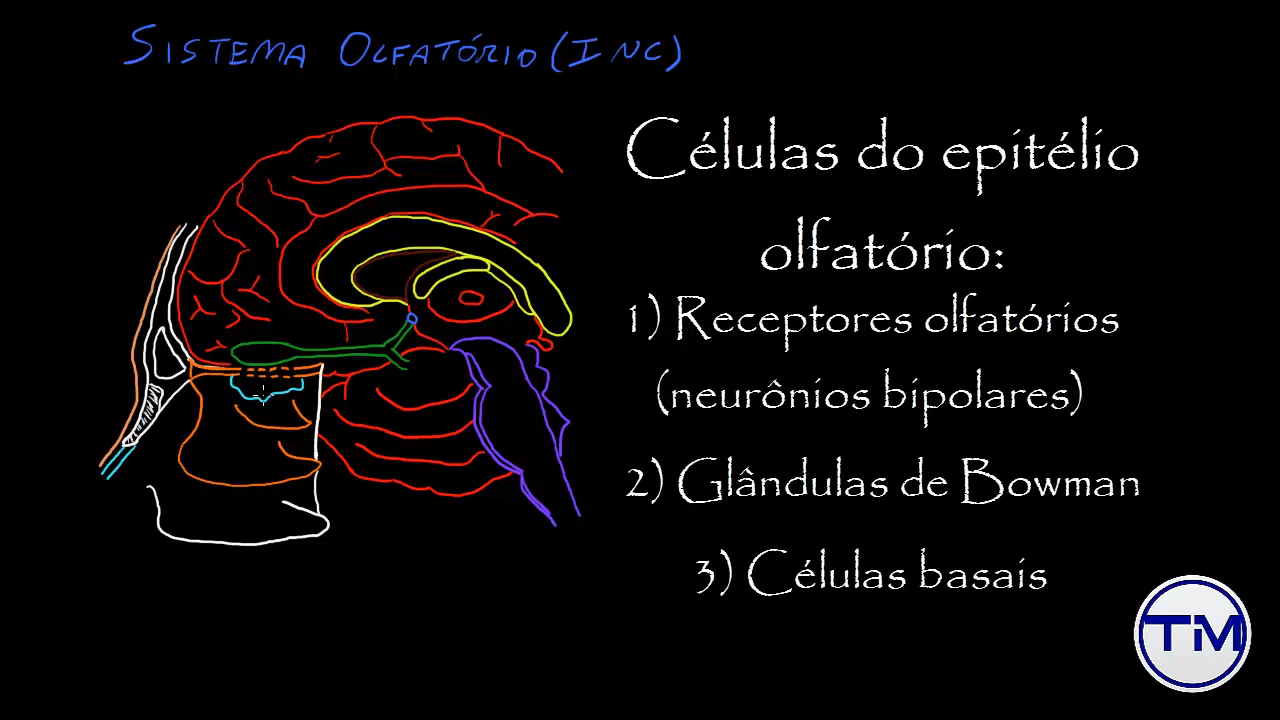 SISTEMA OLFATÓRIO (INC)
Células do epitélio
olfatório:
1) Receptores olfatórios
(neurônios bipolares)
2) Glândulas de Bowman
3) Células basais
TM